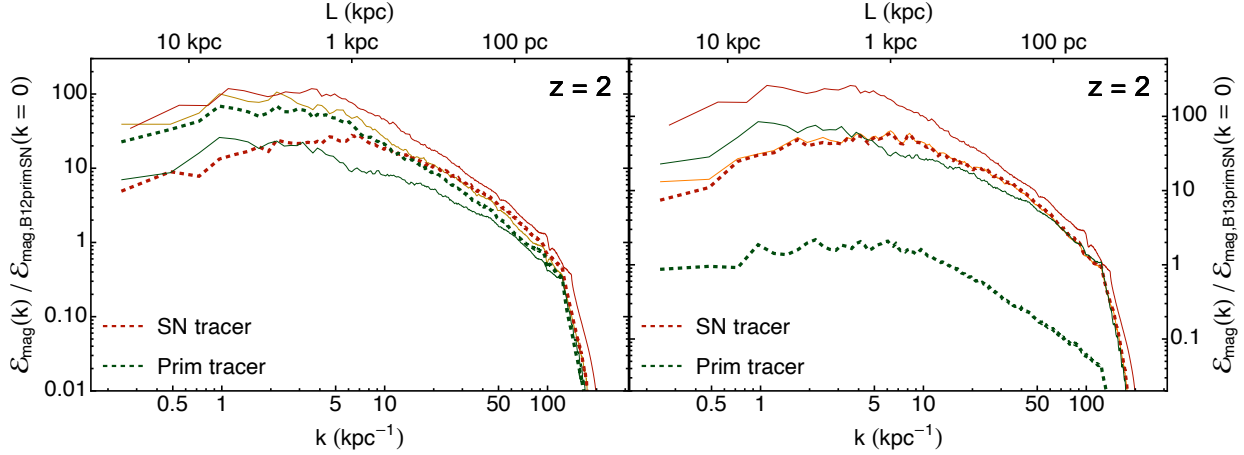 L (kpc)
L (kpc)
10 kpc
1 kpc
100 pc
10 kpc
1 kpc
100 pc
z = 2
z = 2
100
10
1
0.10
0.01
100
10
1
0.1
ℰmag(k) / ℰmag,B12primSN(k = 0)
ℰmag(k) / ℰmag,B13primSN(k = 0)
SN tracer
Prim tracer
SN tracer
Prim tracer
0.5
1
5
10
50
100
0.5
1
5
10
50
100
k (kpc⁻¹)
k (kpc⁻¹)